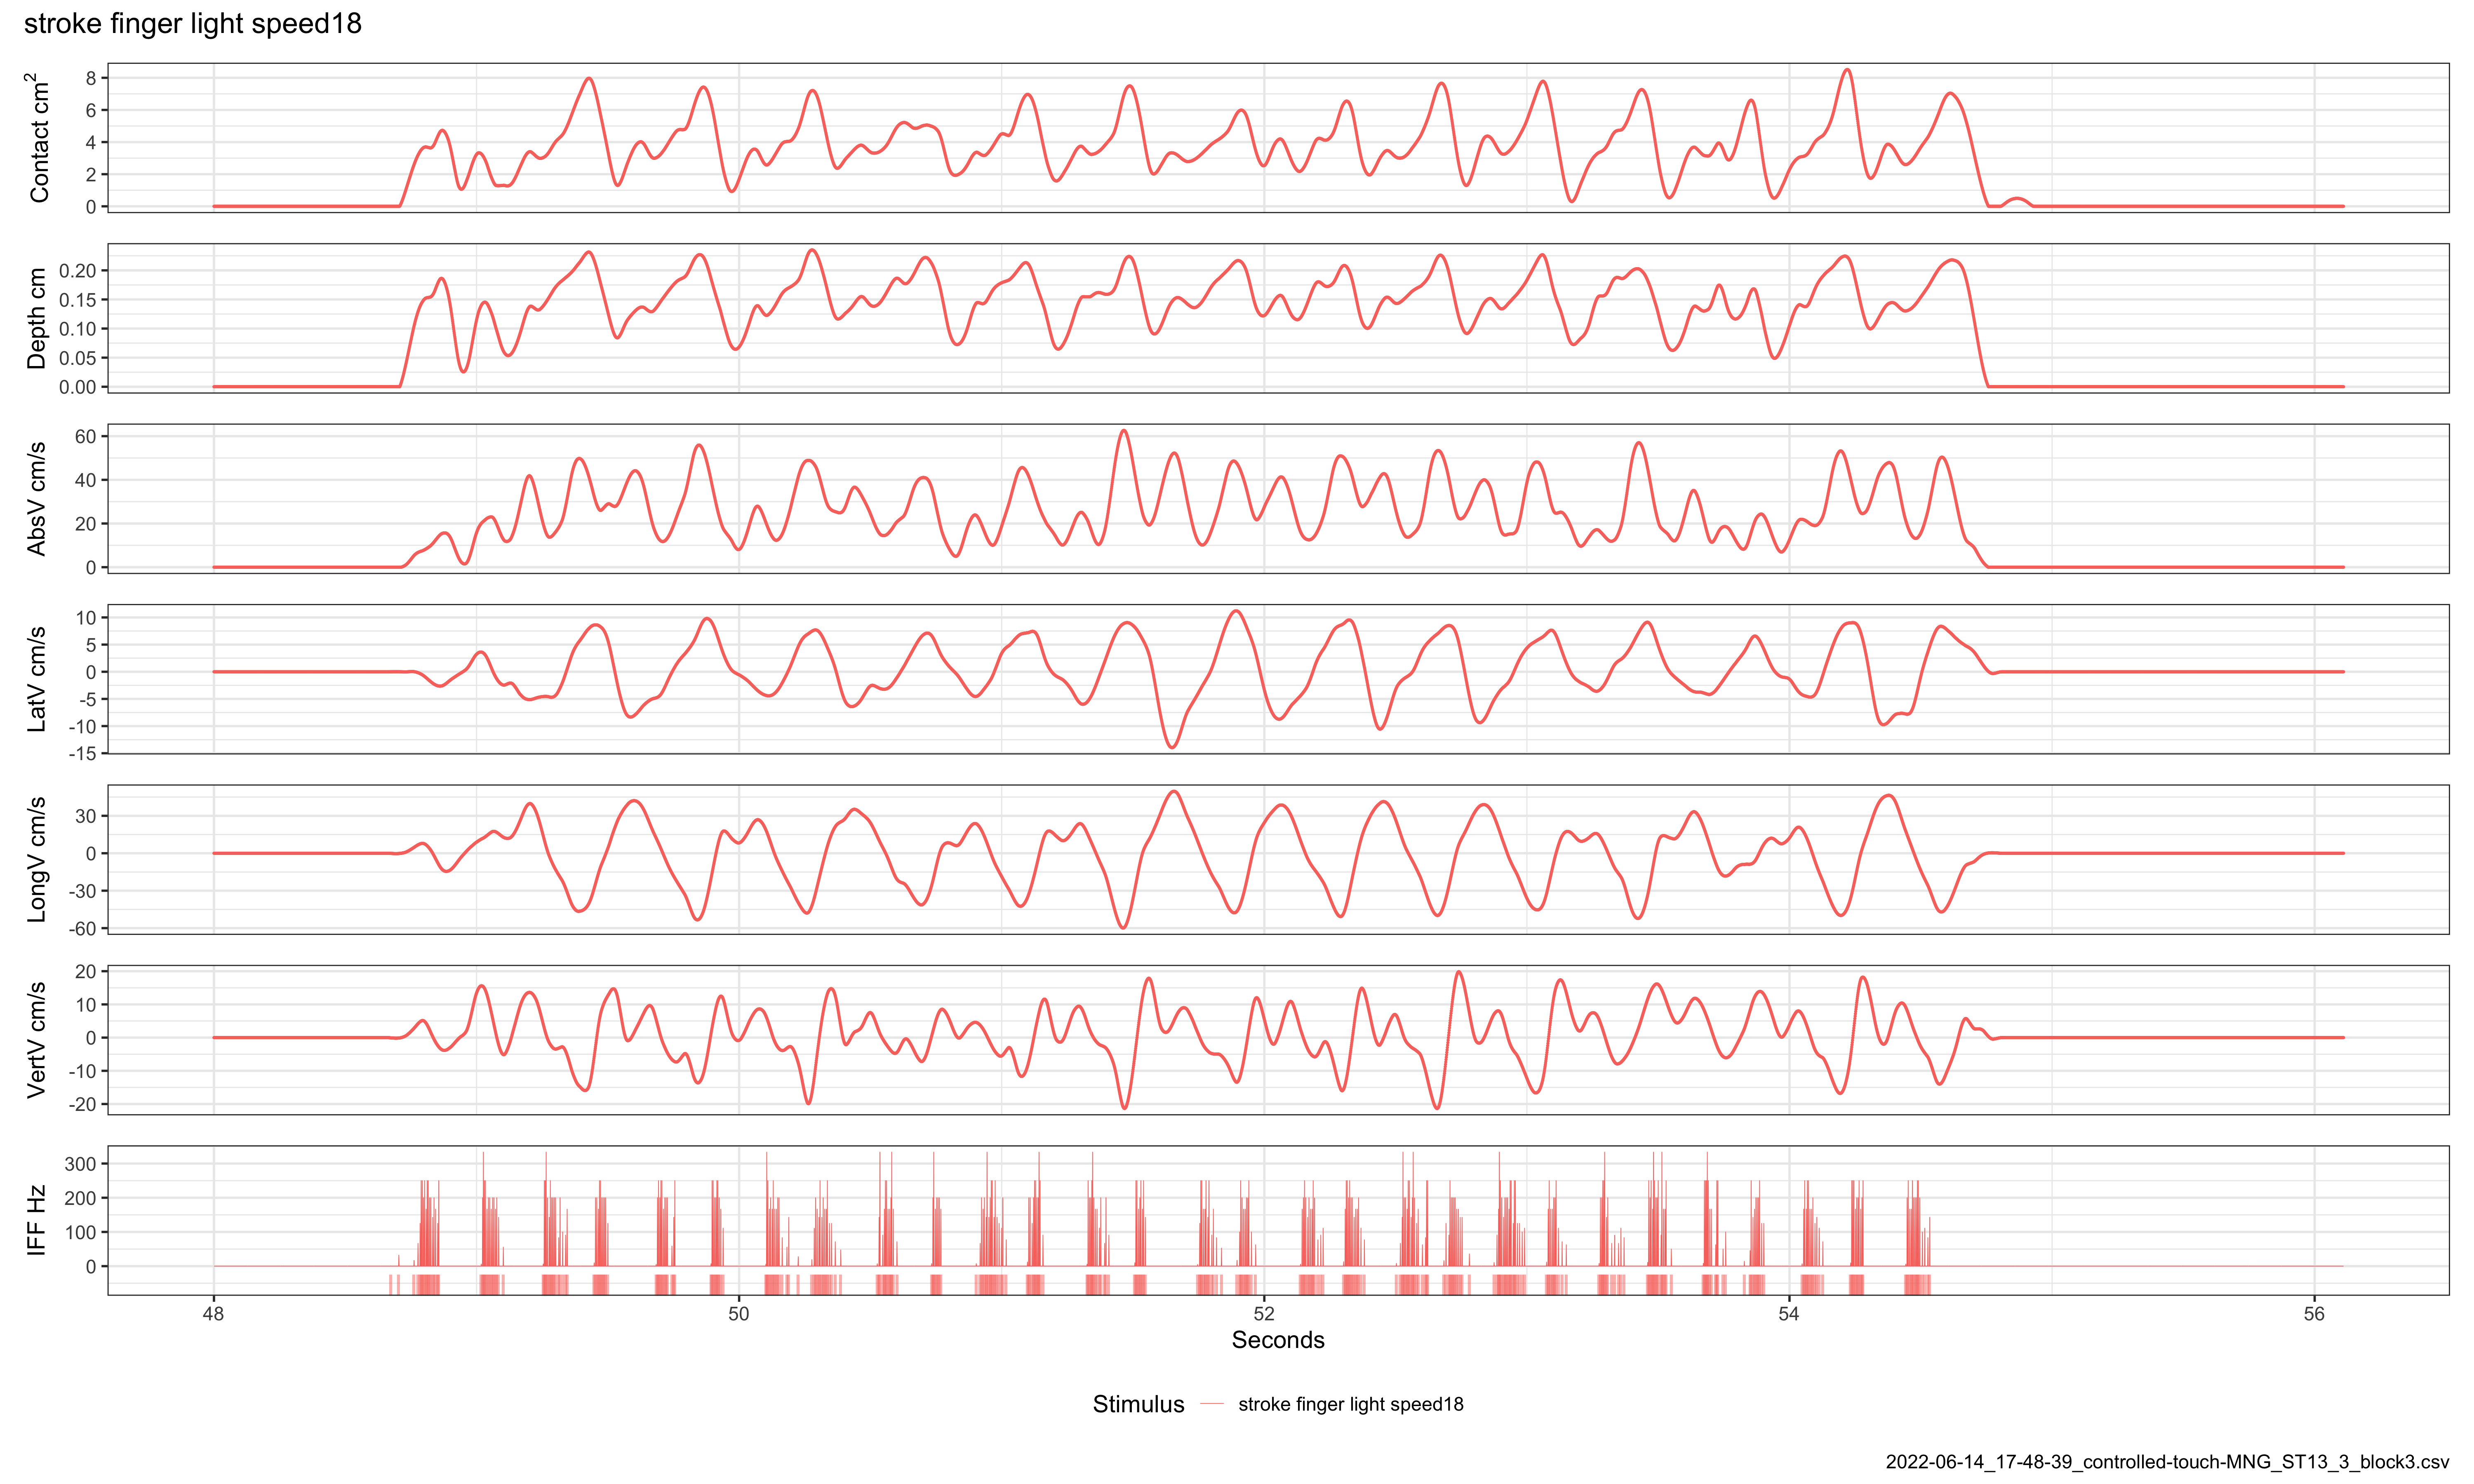 stroke finger light speed18
Contact cm²
8
6
4
2
0
Depth cm
0.20
0.15
0.10
0.05
0.00
AbsV cm/s
60
40
20
0
LatV cm/s
10
5
0
-5
-10
-15
LongV cm/s
30
0
-30
-60
VertV cm/s
20
10
0
-10
-20
IFF Hz
300
200
100
0
48 50 52 54 56
Seconds
Stimulus stroke finger light speed18
2022-06-14_17-48-39_controlled-touch-MNG_ST13_3_block3.csv